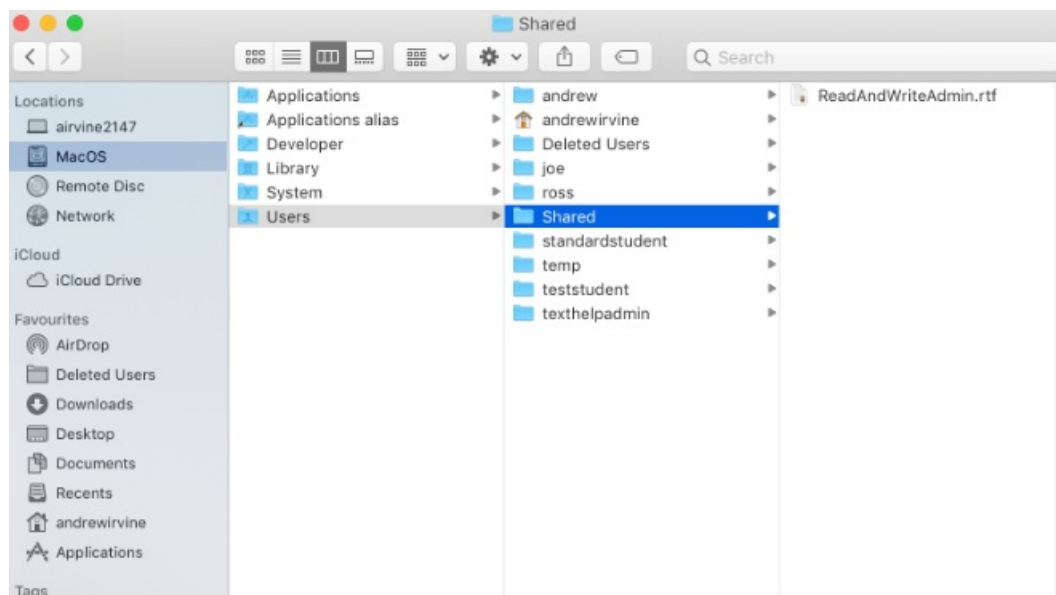 Shared
Search
Locations
airvine2147
MacOS
Remote Disc
Network
iCloud
iCloud Drive
Favourites
AirDrop
Deleted Users
Downloads
Desktop
Documents
Recents
andrewirvine
Applications
Tags
Applications
Applications alias
Developer
Library
System
Users
andrew
andrewirvine
Deleted Users
joe
ross
Shared
standardstudent
temp
teststudent
texthelpadmin
ReadAndWriteAdmin.rtf